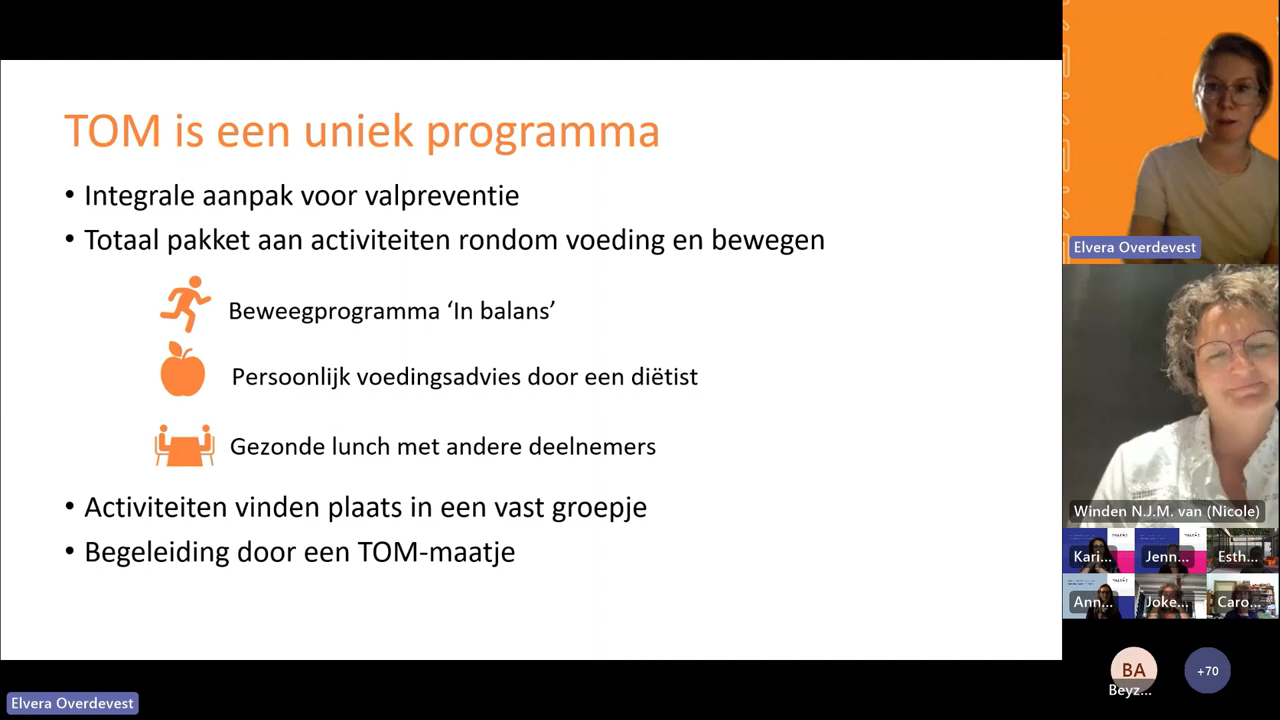 TOM is een uniek programma
• Integrale aanpak voor valpreventie
• Totaal pakket aan activiteiten rondom voeding en bewegen
Beweegprogramma ‘In balans’
Persoonlijk voedingsadvies door een diëtist
Gezonde lunch met andere deelnemers
• Activiteiten vinden plaats in een vast groepje
• Begeleiding door een TOM-maatje
Elvera Overdevest
Elvera Overdevest
Winden N.J.M. van (Nicole)
Kari...
Jenn...
Esth...
Ann...
Joke...
Caro...
BA
Beyz...
+70